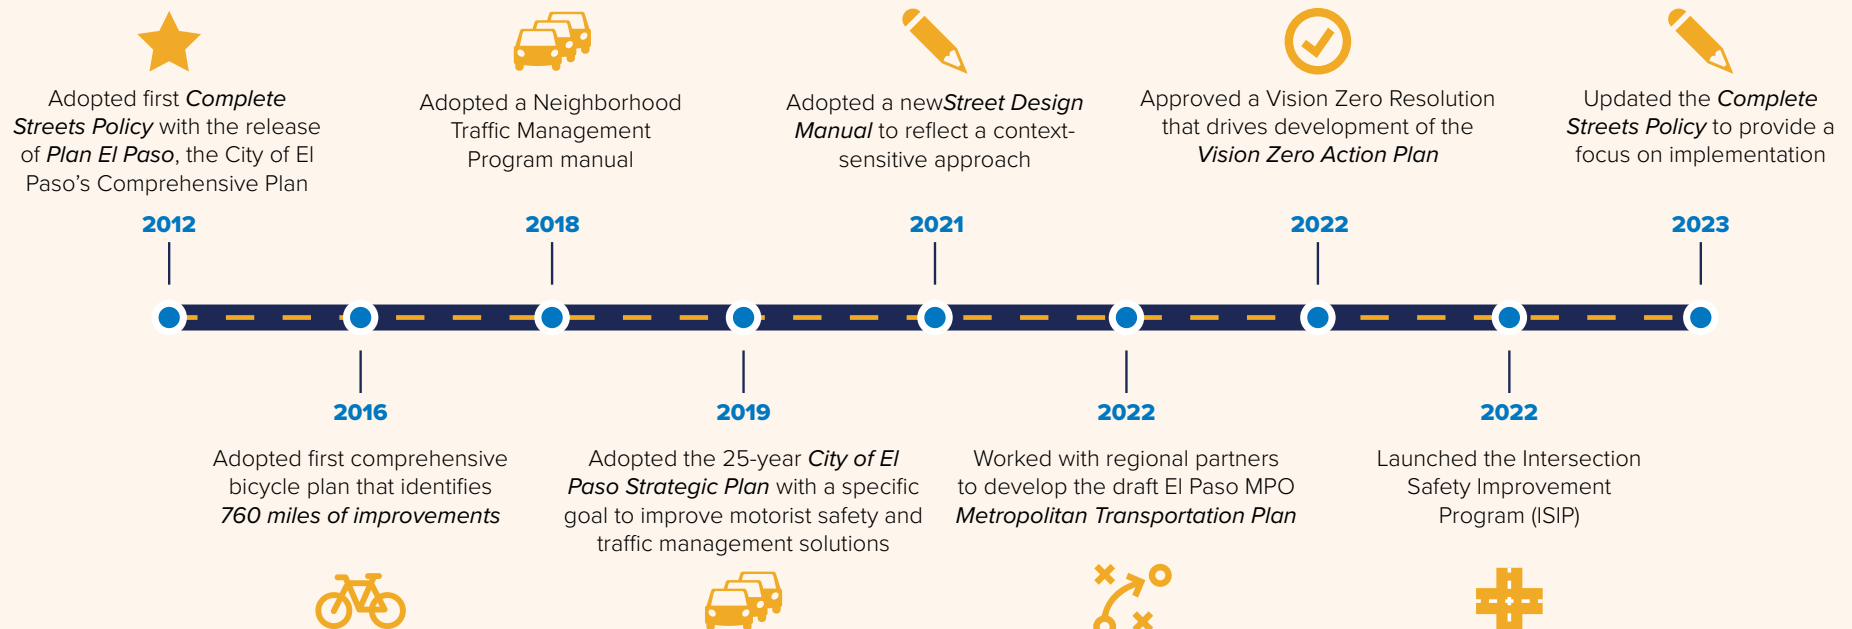 Adopted first Complete
Streets Policy with the release
of Plan El Paso, the City of El
Paso's Comprehensive Plan
2012
Adopted a Neighborhood
Traffic Management
Program manual
2018
Adopted a newStreet Design
Manual to reflect a context-
sensitive approach
2021
Approved a Vision Zero Resolution
that drives development of the
Vision Zero Action Plan
2022
Updated the Complete
Streets Policy to provide a
focus on implementation
2023
2016
Adopted first comprehensive
bicycle plan that identifies
760 miles of improvements
2019
Adopted the 25-year City of El
Paso Strategic Plan with a specific
goal to improve motorist safety and
traffic management solutions
2022
Worked with regional partners
to develop the draft El Paso MPO
Metropolitan Transportation Plan
2022
Launched the Intersection
Safety Improvement
Program (ISIP)